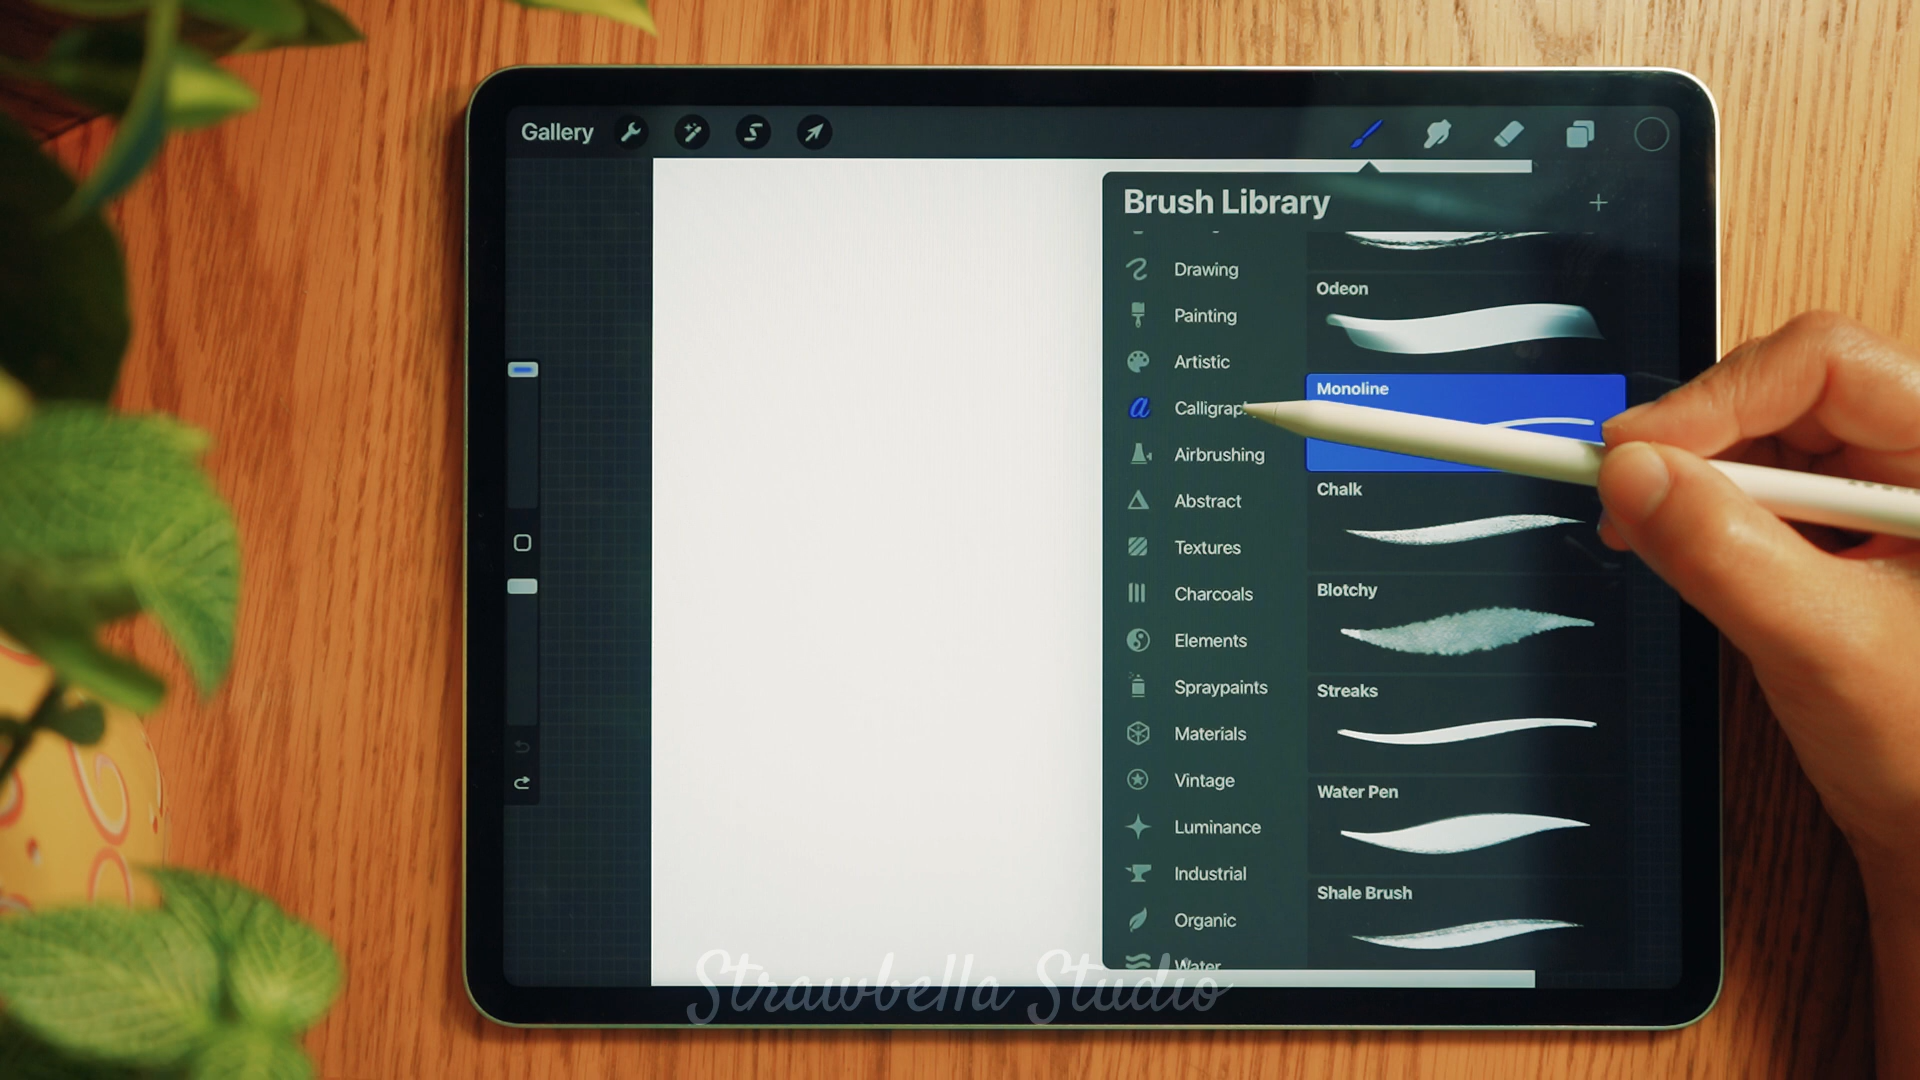 Gallery
Brush Library
Drawing
Painting
Artistic
Airbrushing
Abstract
Textures
Charcoals
Elements
Spraypaints
Materials
Vintage
Luminance
Industrial
Organic
Water
Odeon
Monoline
Chalk
Blotchy
Streaks
Water Pen
Shale Brush
Strawbella Studio